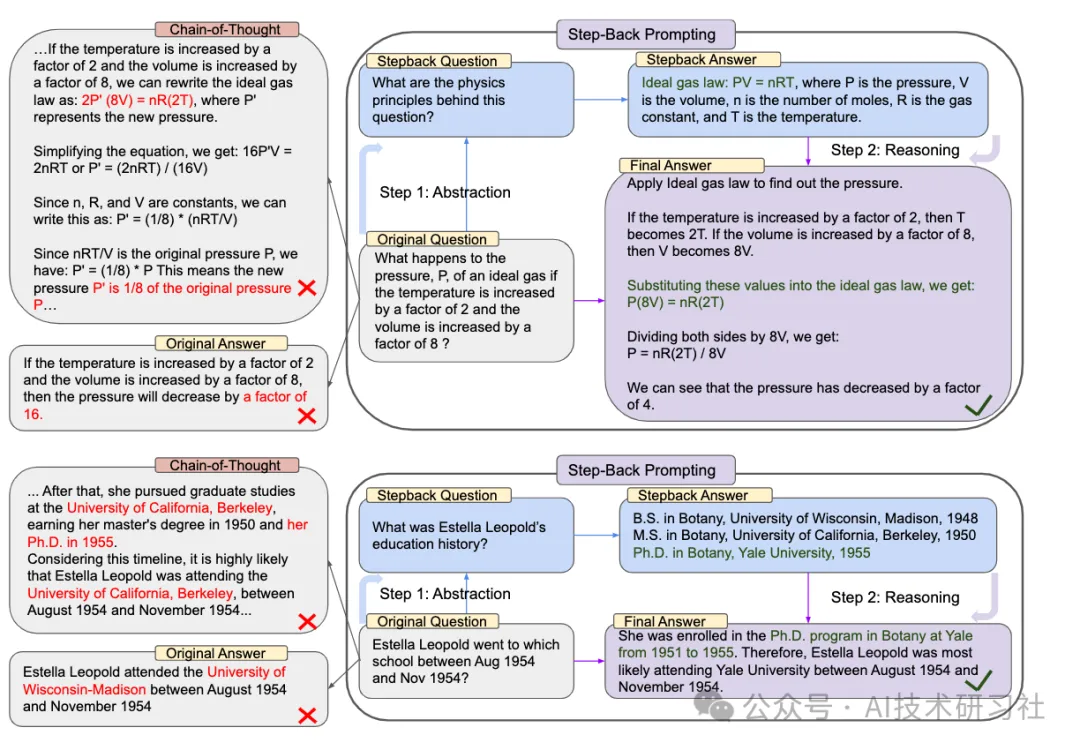 Chain-of-Thought
…If the temperature is increased by a
factor of 2 and the volume is increased by
a factor of 8, we can rewrite the ideal gas
law as: 2P' (8V) = nR(2T), where P'
represents the new pressure.
Simplifying the equation, we get: 16P'V =
2nRT or P' = (2nRT) / (16V)
Since n, R, and V are constants, we can
write this as: P' = (1/8) * (nRT/V)
Since nRT/V is the original pressure P, we
have: P' = (1/8) * P This means the new
pressure P' is 1/8 of the original pressure
P…
Original Answer
If the temperature is increased by a factor of 2
and the volume is increased by a factor of 8,
then the pressure will decrease by a factor of
16.
Step-Back Prompting
Stepback Question
What are the physics
principles behind this
question?
Stepback Answer
Ideal gas law: PV = nRT, where P is the pressure, V
is the volume, n is the number of moles, R is the gas
constant, and T is the temperature.
Step 1: Abstraction
Step 2: Reasoning
Original Question
What happens to the
pressure, P, of an ideal gas if
the temperature is increased
by a factor of 2 and the
volume is increased by a
factor of 8 ?
Final Answer
Apply Ideal gas law to find out the pressure.
If the temperature is increased by a factor of 2, then T
becomes 2T. If the volume is increased by a factor of 8,
then V becomes 8V.
Substituting these values into the ideal gas law, we get:
P(8V) = nR(2T)
Dividing both sides by 8V, we get:
P = nR(2T) / 8V
We can see that the pressure has decreased by a factor
of 4.
Chain-of-Thought
... After that, she pursued graduate studies
at the University of California, Berkeley,
earning her master's degree in 1950 and her
Ph.D. in 1955.
Considering this timeline, it is highly likely
that Estella Leopold was attending the
University of California, Berkeley, between
August 1954 and November 1954...
Original Answer
Estella Leopold attended the University of
Wisconsin-Madison between August 1954
and November 1954
Step-Back Prompting
Stepback Question
What was Estella Leopold's
education history?
Stepback Answer
B.S. in Botany, University of Wisconsin, Madison, 1948
M.S. in Botany, University of California, Berkeley, 1950
Ph.D. in Botany, Yale University, 1955
Step 1: Abstraction
Step 2: Reasoning
Original Question
Estella Leopold went to which
school between Aug 1954
and Nov 1954?
Final Answer
She was enrolled in the Ph.D. program in Botany at Yale
from 1951 to 1955. Therefore, Estella Leopold was most
likely attending Yale University between August 1954 and
November 1954.
公众号 · AI技术研习社